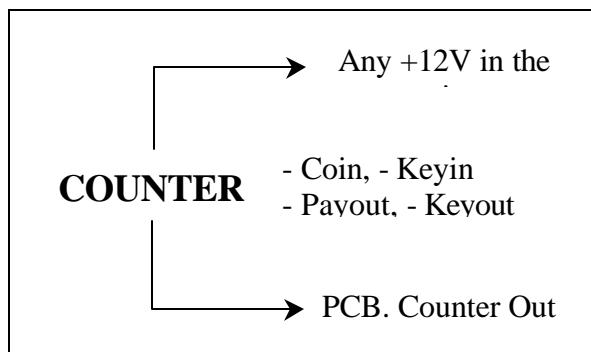 Any +12V in the
COUNTER
- Coin, - Keyin
- Payout, - Keyout
PCB. Counter Out